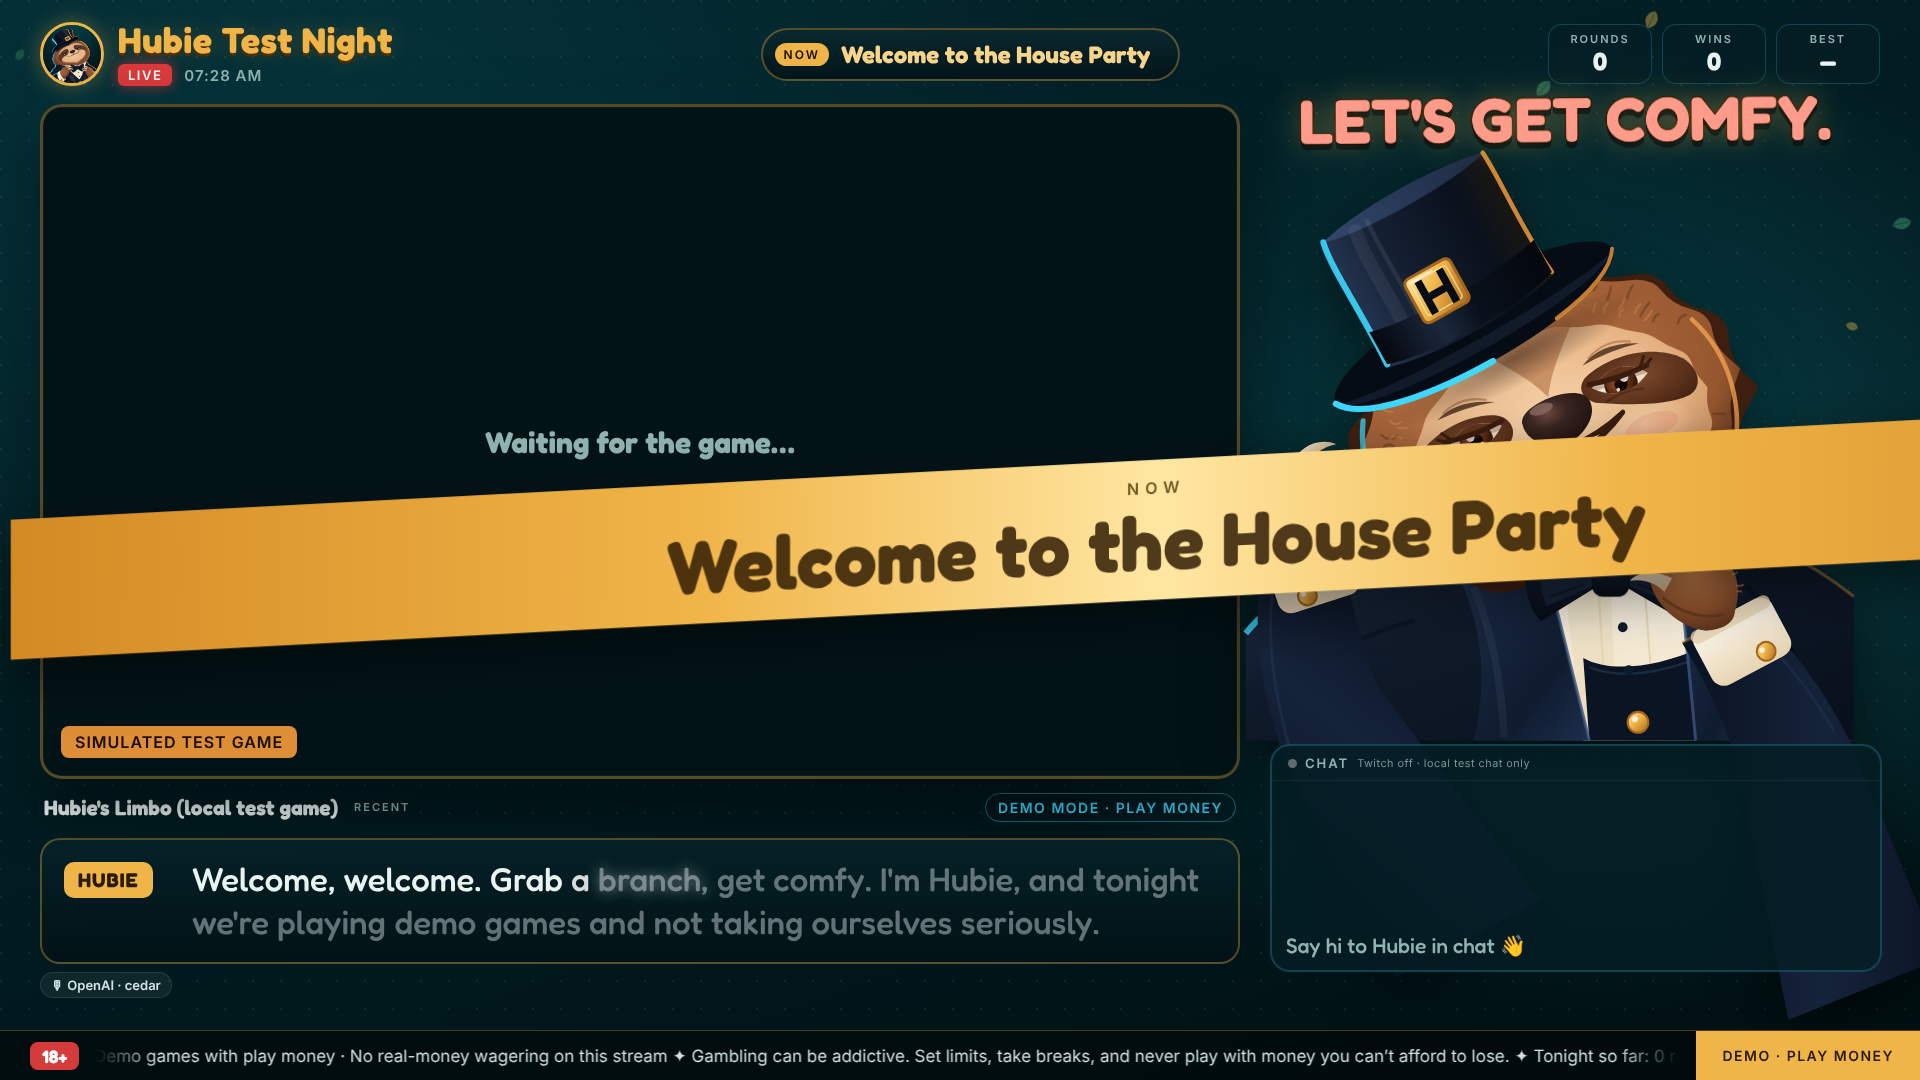 Hubie Test Night
LIVE 07:28 AM
NOW Welcome to the House Party
ROUNDS
0
WINS
0
BEST
–
LET'S GET COMFY.
H
Waiting for the game...
NOW
Welcome to the House Party
SIMULATED TEST GAME
Hubie's Limbo (local test game) RECENT
DEMO MODE · PLAY MONEY
HUBIE
Welcome, welcome. Grab a branch, get comfy. I'm Hubie, and tonight
we're playing demo games and not taking ourselves seriously.
🎙 OpenAI · cedar
CHAT Twitch off · local test chat only
Say hi to Hubie in chat 👋
18+ Demo games with play money · No real-money wagering on this stream ✦ Gambling can be addictive. Set limits, take breaks, and never play with money you can't afford to lose. ✦ Tonight so far: 0
DEMO · PLAY MONEY